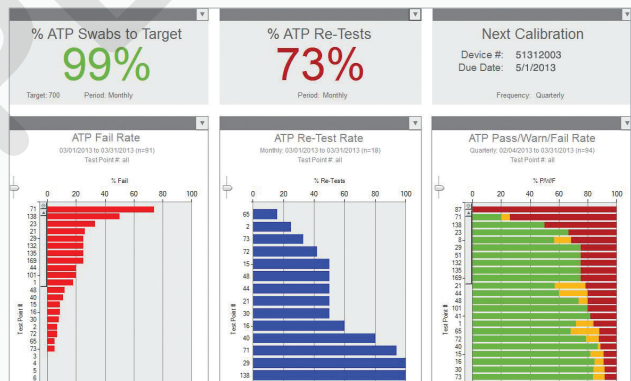 % ATP Swabs to Target
99%
Target: 700 Period: Monthly
% ATP Re-Tests
73%
Period: Monthly
Next Calibration
Device #: 51312003
Due Date: 5/1/2013
Frequency: Quarterly
ATP Fail Rate
03/01/2013 to 03/31/2013 (n=91)
Test Point #: all
% Fail
0 20 40 60 80 100
71
138
23
21
29
132
135
169
44
101
1
48
40
15
16
30
2
72
65
73
3
4
5
6
Test Point #
ATP Re-Test Rate
Monthly: 03/01/2013 to 03/31/2013 (n=18)
Test Point #: all
% Re-Tests
0 20 40 60 80 100
65
2
73
72
15
48
44
21
30
16
40
71
29
138
Test Point #
ATP Pass/Warn/Fail Rate
Quarterly: 02/04/2013 to 03/31/2013 (n=94)
Test Point #: all
% P/W/F
0 20 40 60 80 100
87
71
138
23
8
29
51
132
135
169
21
44
48
101
41
1
65
72
40
15
16
30
73
Test Point #